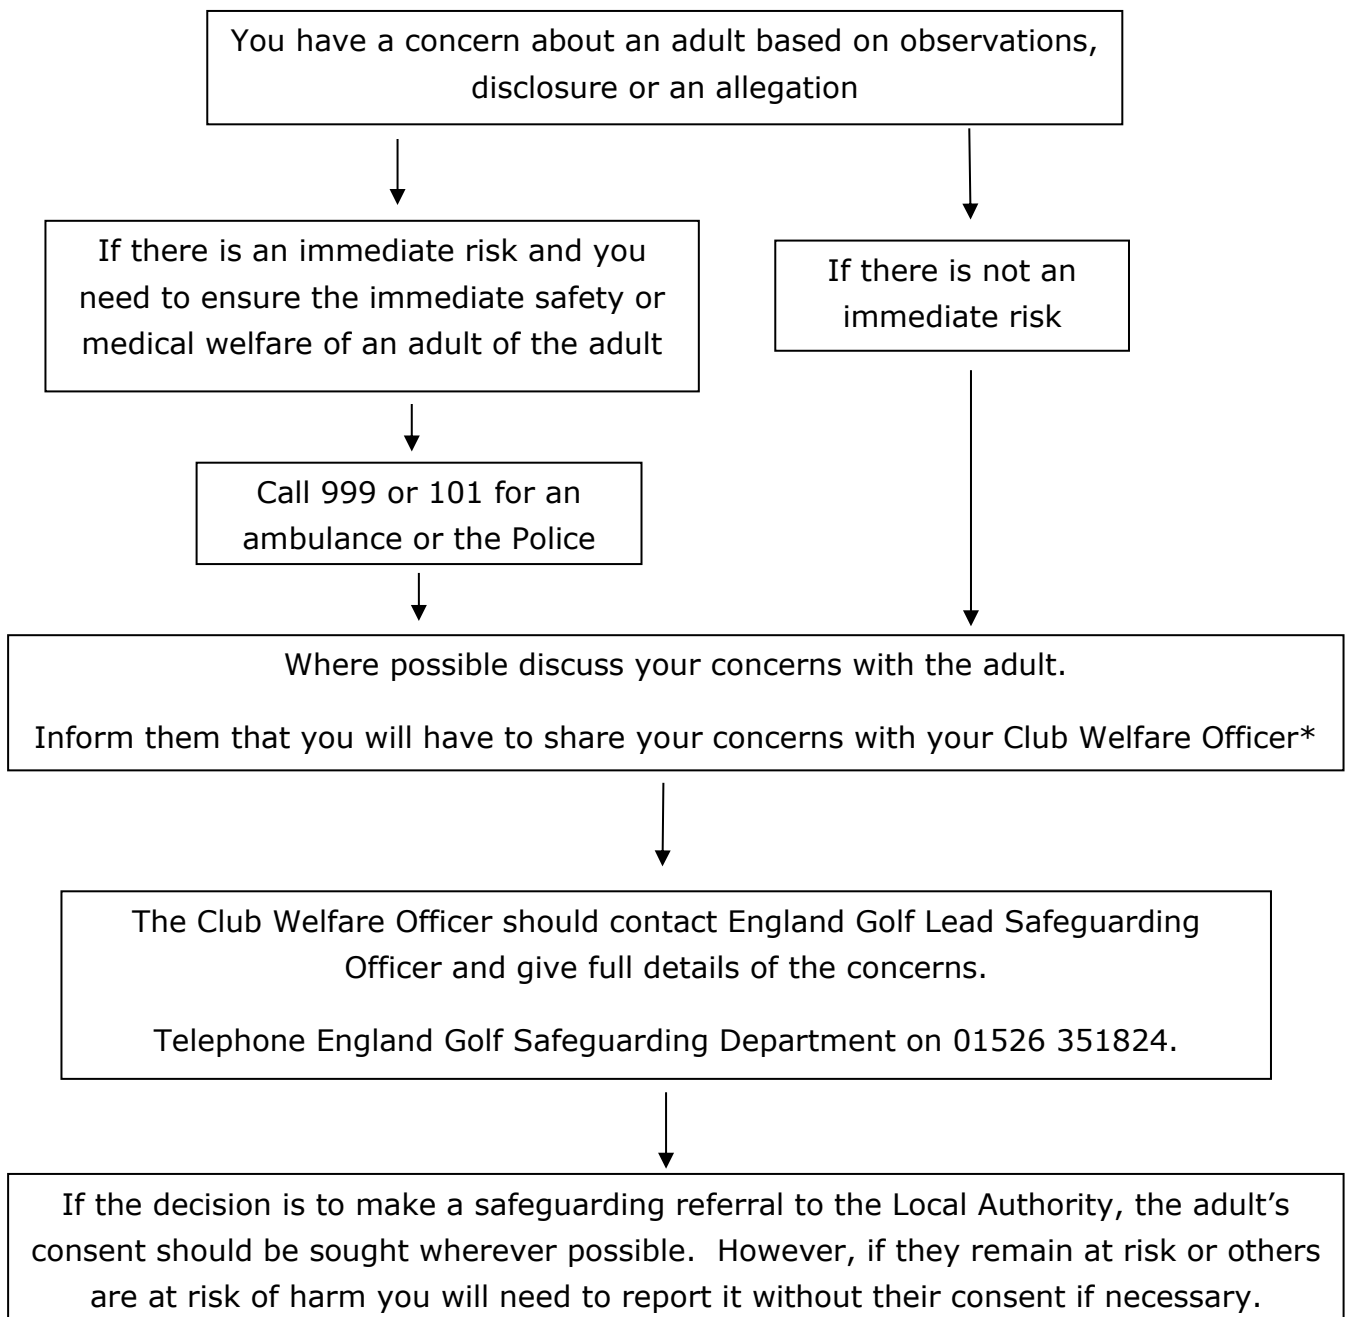 You have a concern about an adult based on observations,
disclosure or an allegation
If there is an immediate risk and you
need to ensure the immediate safety or
medical welfare of an adult of the adult
If there is not an
immediate risk
Call 999 or 101 for an
ambulance or the Police
Where possible discuss your concerns with the adult.
Inform them that you will have to share your concerns with your Club Welfare Officer*
The Club Welfare Officer should contact England Golf Lead Safeguarding
Officer and give full details of the concerns.
Telephone England Golf Safeguarding Department on 01526 351824.
If the decision is to make a safeguarding referral to the Local Authority, the adult’s
consent should be sought wherever possible.  However, if they remain at risk or others
are at risk of harm you will need to report it without their consent if necessary.